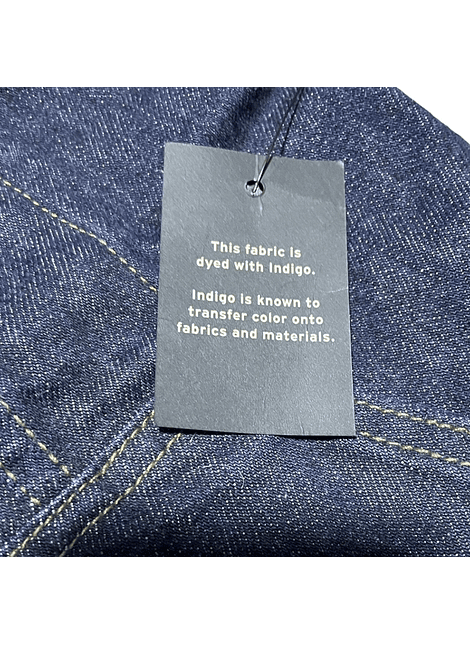 This fabric is
dyed with Indigo.
Indigo is known to
transfer color onto
fabrics and materials.